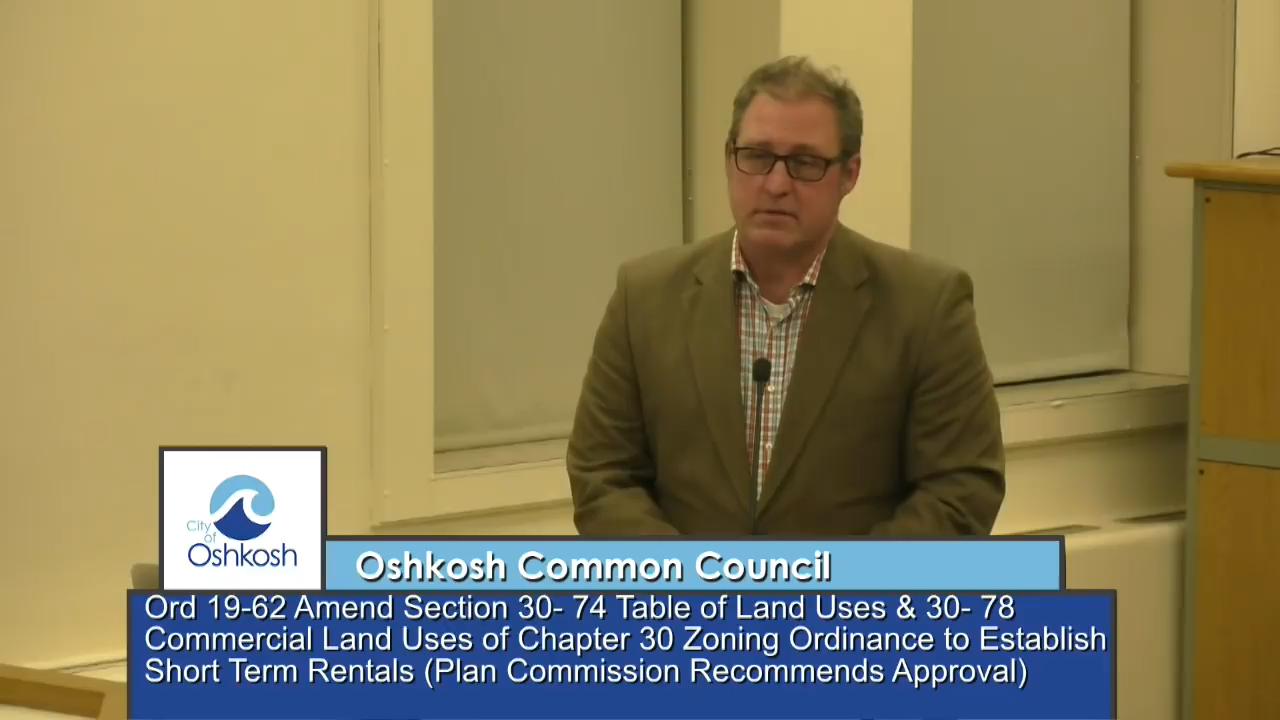 City
of
Oshkosh
Oshkosh Common Council
Ord 19-62 Amend Section 30- 74 Table of Land Uses & 30- 78
Commercial Land Uses of Chapter 30 Zoning Ordinance to Establish
Short Term Rentals (Plan Commission Recommends Approval)